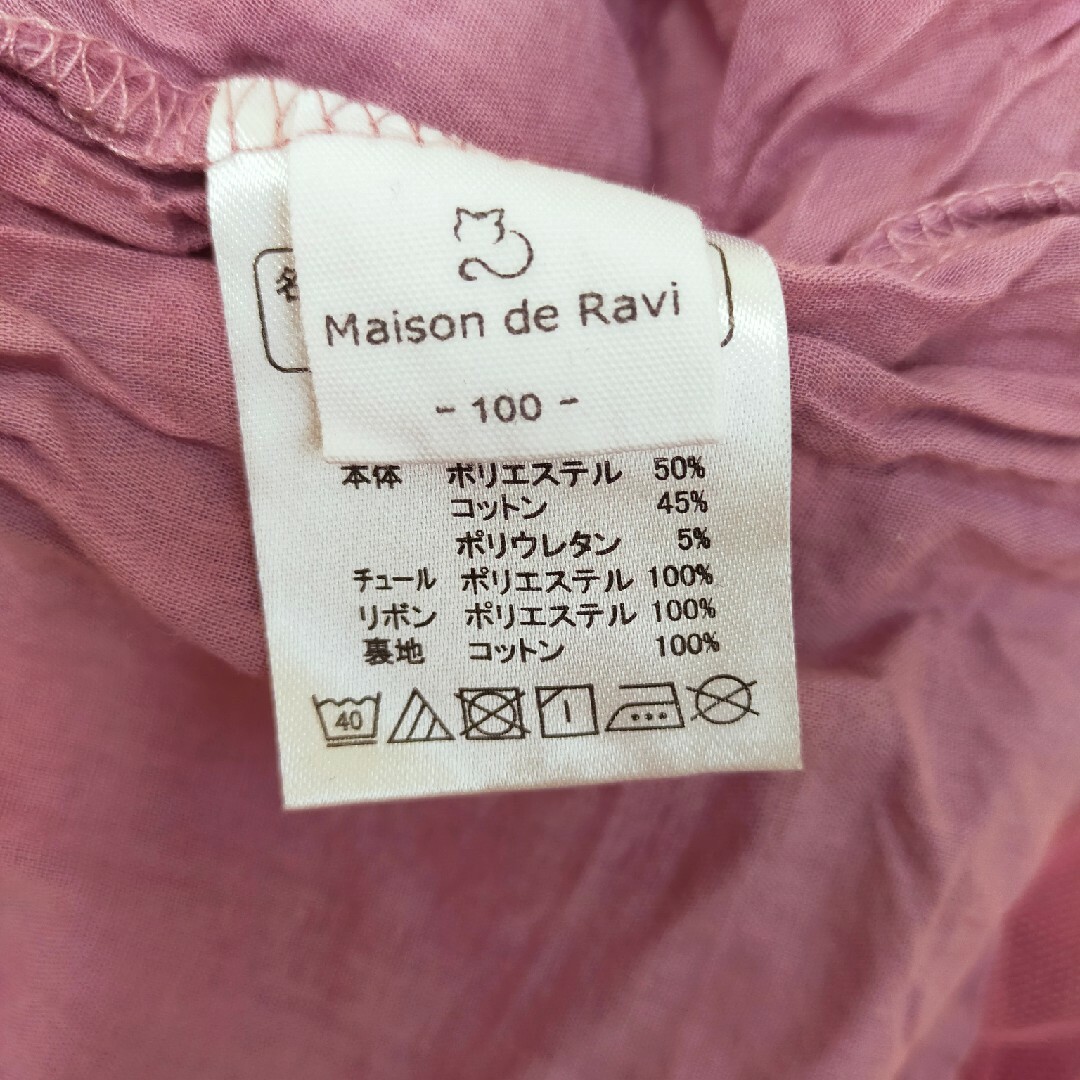 名
Maison de Ravi
- 100 -
本体 ポリエステル 50%
コットン 45%
ポリウレタン 5%
チュール ポリエステル 100%
リボン ポリエステル 100%
裏地 コットン 100%
40